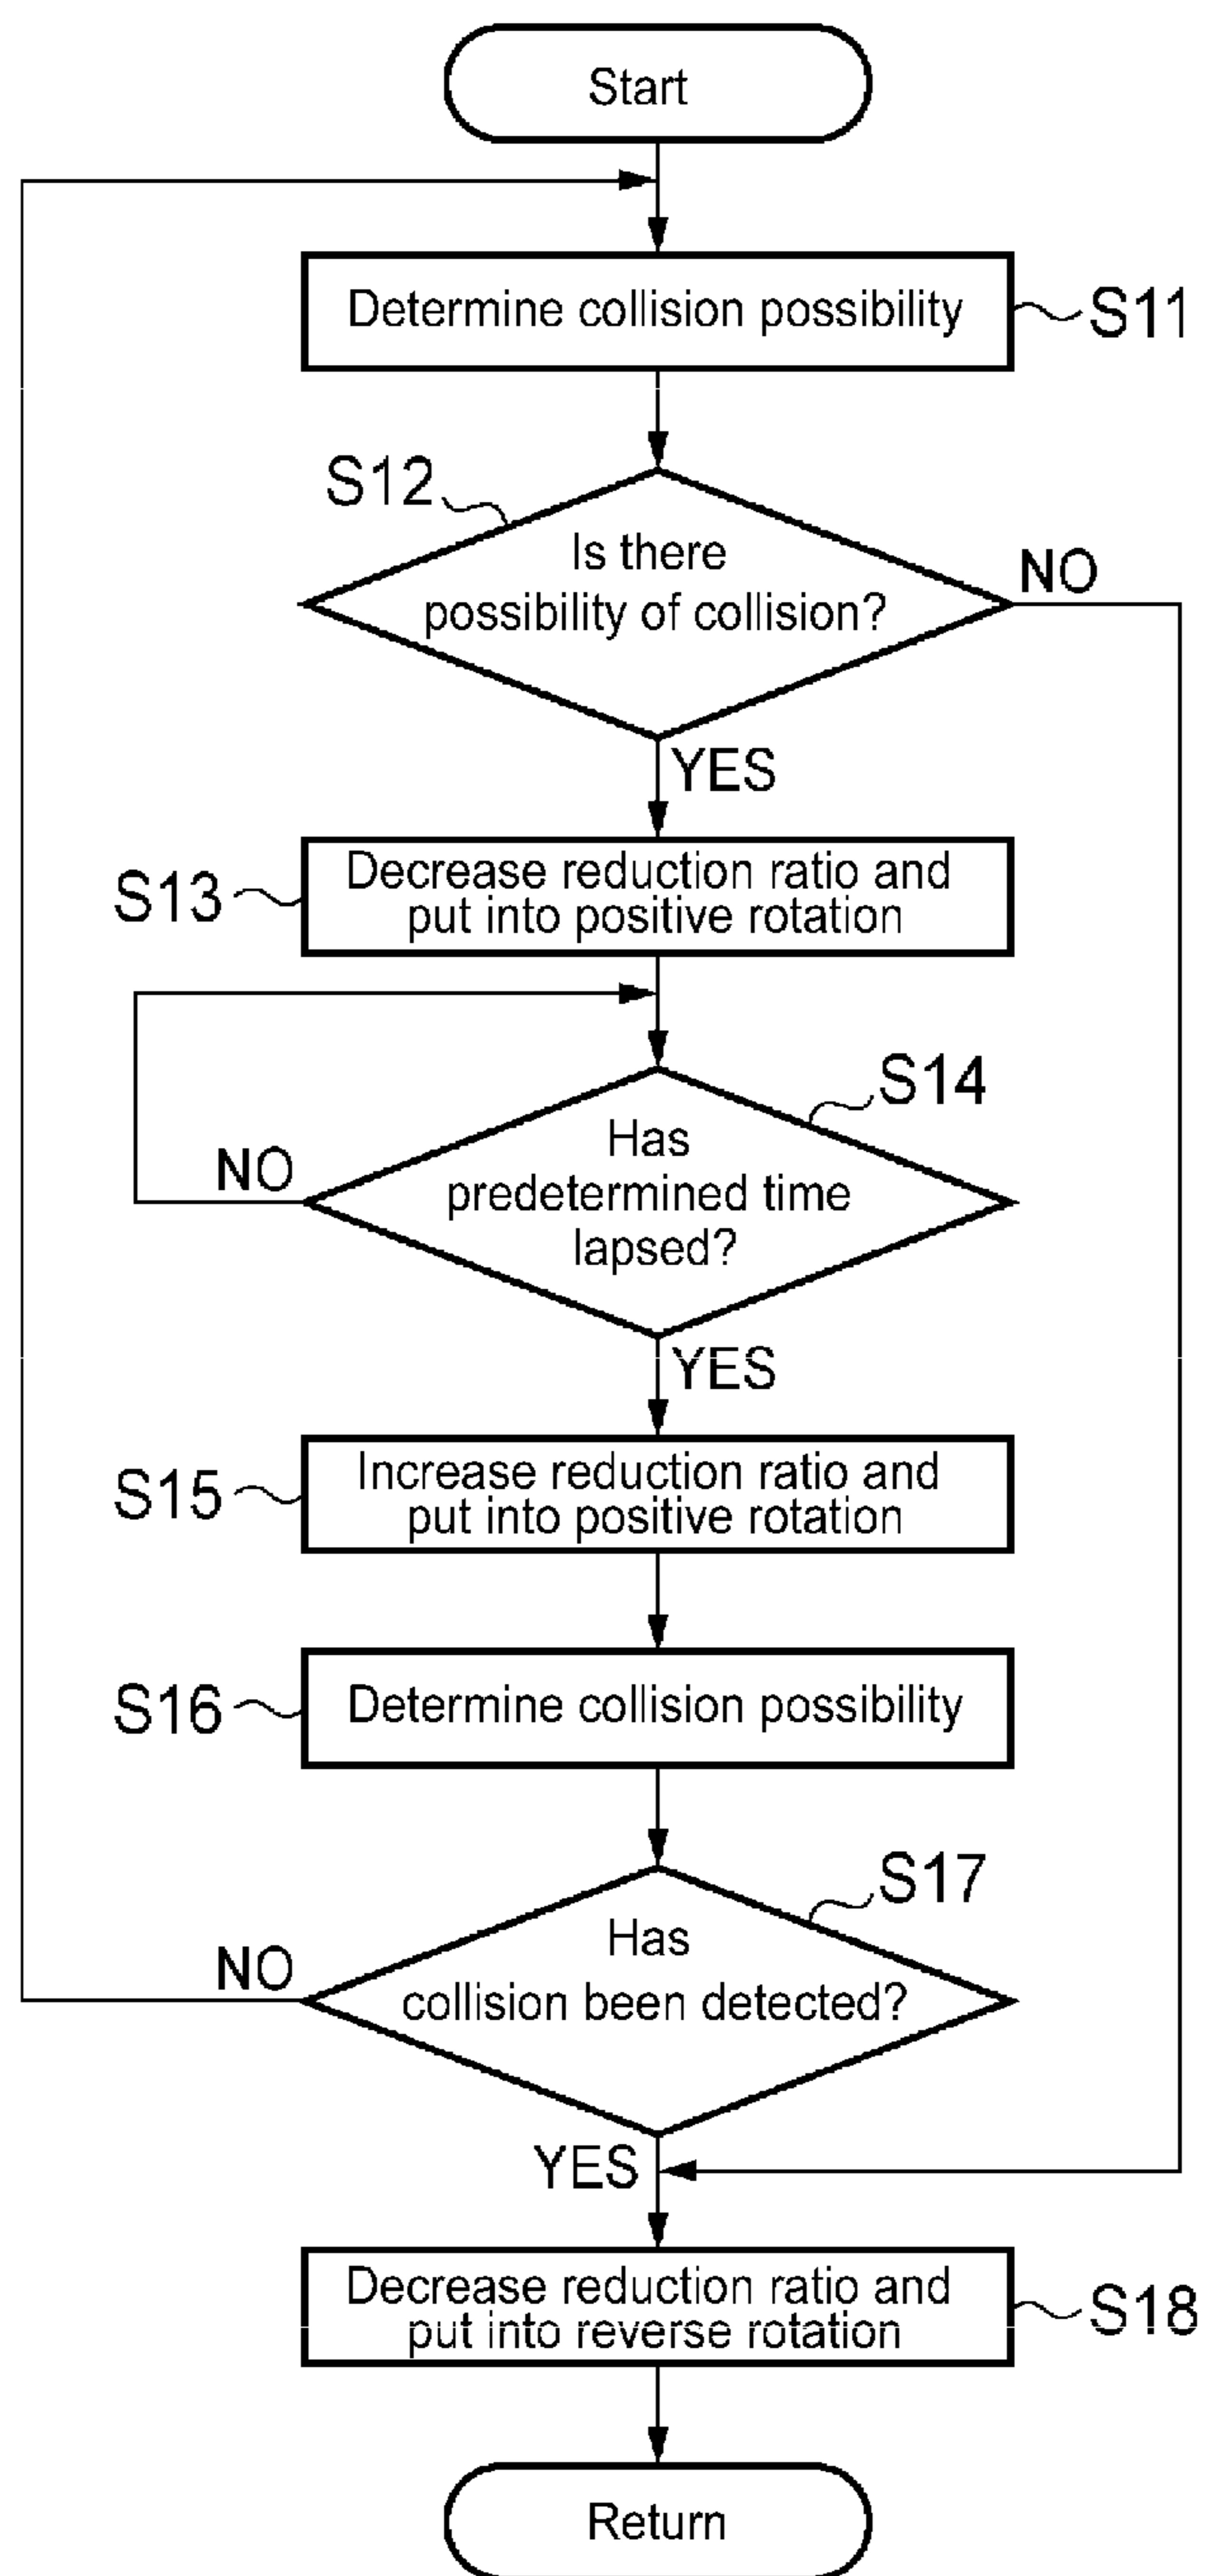 Start
Determine collision possibility
S11
S12
Is there
possibility of collision?
NO
YES
S13
Decrease reduction ratio and
put into positive rotation
S14
Has
predetermined time
lapsed?
NO
YES
S15
Increase reduction ratio and
put into positive rotation
S16
Determine collision possibility
S17
Has
collision been detected?
NO
YES
Decrease reduction ratio and
put into reverse rotation
S18
Return